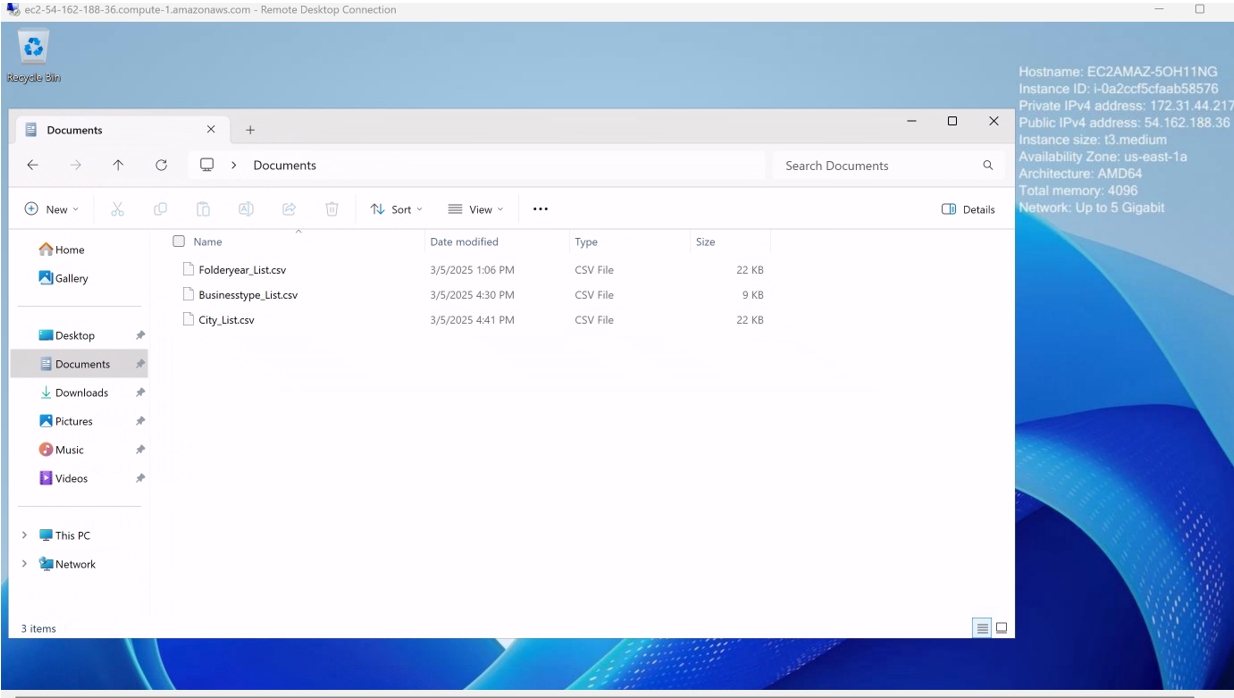 ec2-54-162-188-36.compute-1.amazonaws.com - Remote Desktop Connection
Recycle Bin
Hostname: EC2AMAZ-5OH11NG
Instance ID: i-0a2ccf5cfaab58576
Private IPv4 address: 172.31.44.217
Public IPv4 address: 54.162.188.36
Instance size: t3.medium
Availability Zone: us-east-1a
Architecture: AMD64
Total memory: 4096
Network: Up to 5 Gigabit
Documents
Documents
Search Documents
New
Sort
View
Details
Home
Gallery
Desktop
Documents
Downloads
Pictures
Music
Videos
This PC
Network
Name Date modified Type Size
Folderyear_List.csv 3/5/2025 1:06 PM CSV File 22 KB
Businesstype_List.csv 3/5/2025 4:30 PM CSV File 9 KB
City_List.csv 3/5/2025 4:41 PM CSV File 22 KB
3 items